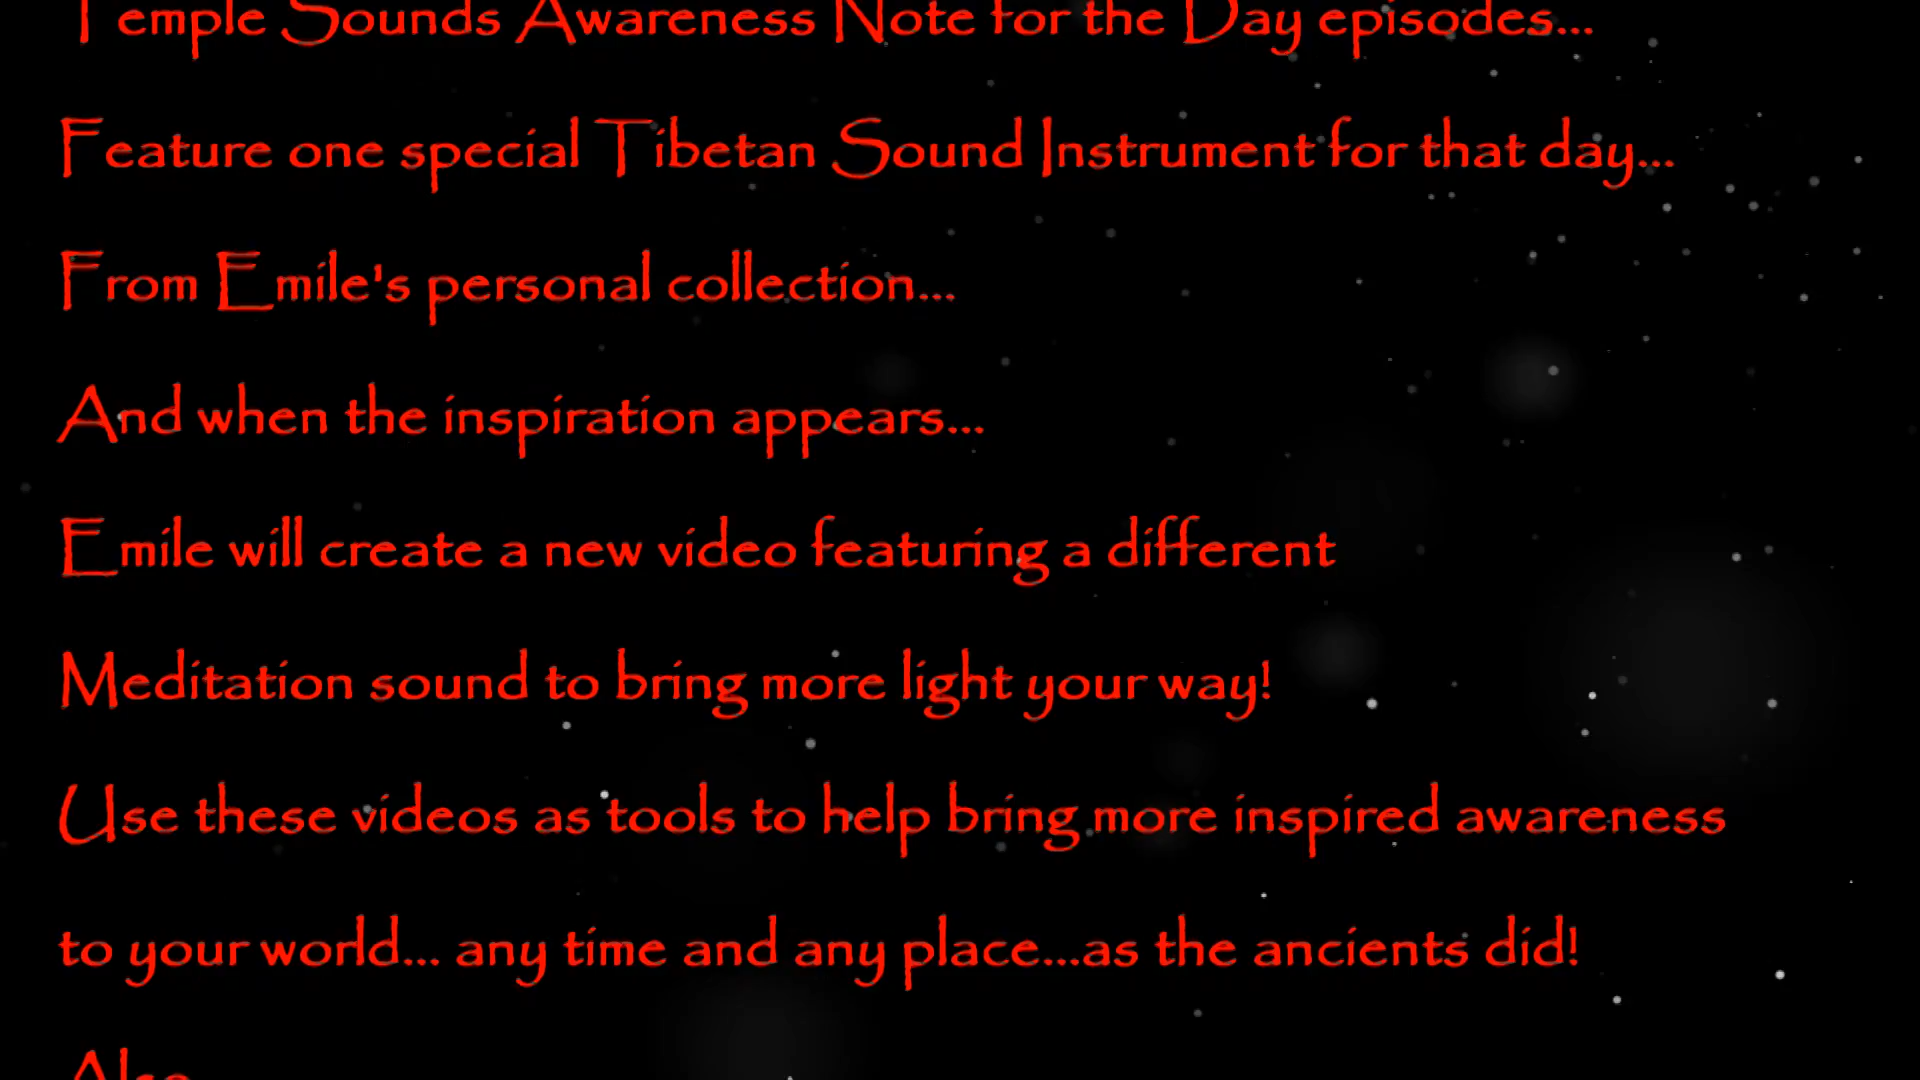 Temple Sounds Awareness Note for the Day episodes...
Feature one special Tibetan Sound Instrument for that day...
From Emile's personal collection...
And when the inspiration appears...
Emile will create a new video featuring a different
Meditation sound to bring more light your way!
Use these videos as tools to help bring more inspired awareness
to your world... any time and any place...as the ancients did!
Also